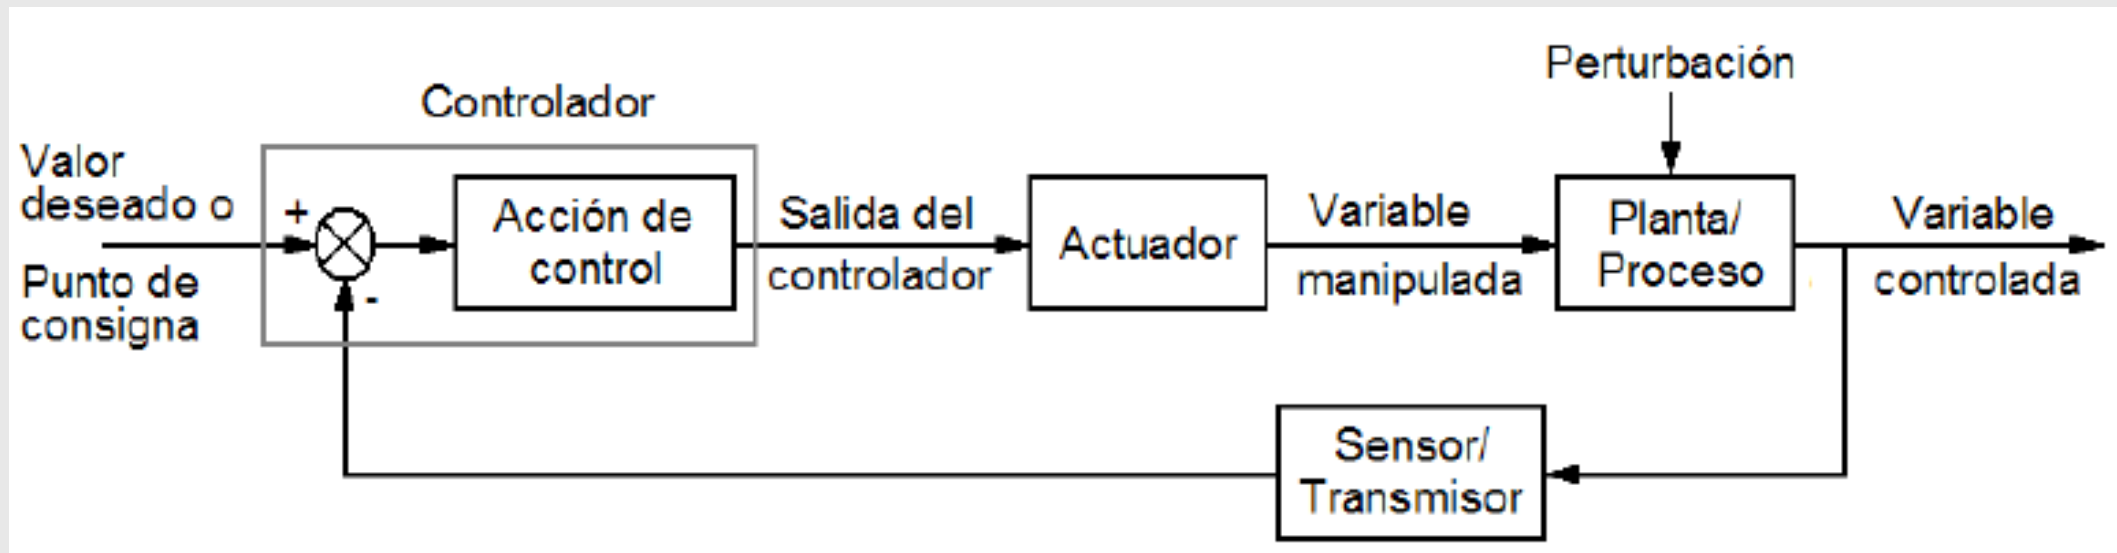 Perturbación
Controlador
Valor
deseado o
Punto de
consigna
+
-
Acción de
control
Salida del
controlador
Actuador
Variable
manipulada
Planta/
Proceso
Variable
controlada
Sensor/
Transmisor